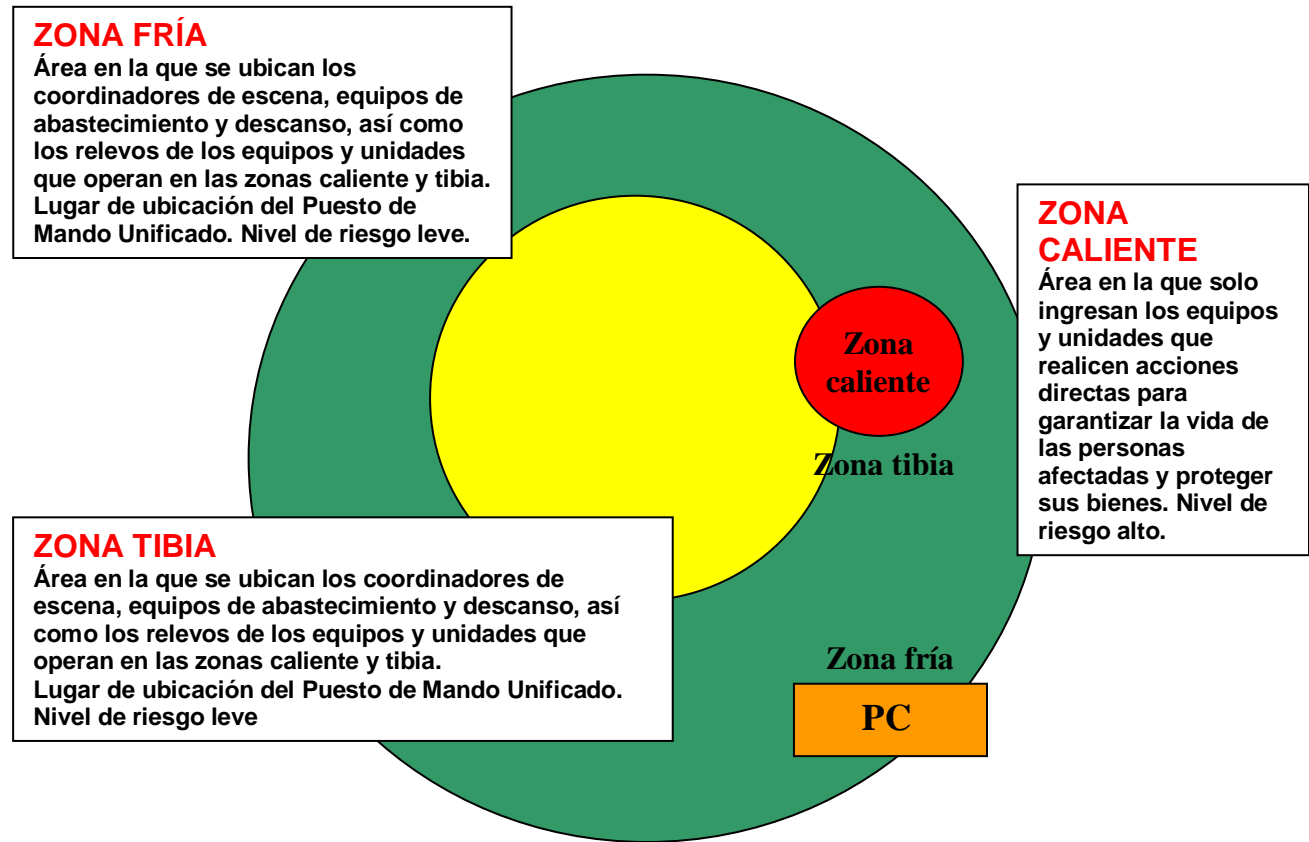 ZONA FRÍA
Área en la que se ubican los
coordinadores de escena, equipos de
abastecimiento y descanso, así como
los relevos de los equipos y unidades
que operan en las zonas caliente y tibia.
Lugar de ubicación del Puesto de
Mando Unificado. Nivel de riesgo leve.
ZONA
CALIENTE
Área en la que solo
ingresan los equipos
y unidades que
realicen acciones
directas para
garantizar la vida de
las personas
afectadas y proteger
sus bienes. Nivel de
riesgo alto.
Zona
caliente
Zona tibia
ZONA TIBIA
Área en la que se ubican los coordinadores de
escena, equipos de abastecimiento y descanso, así
como los relevos de los equipos y unidades que
operan en las zonas caliente y tibia.
Lugar de ubicación del Puesto de Mando Unificado.
Nivel de riesgo leve
Zona fría
PC